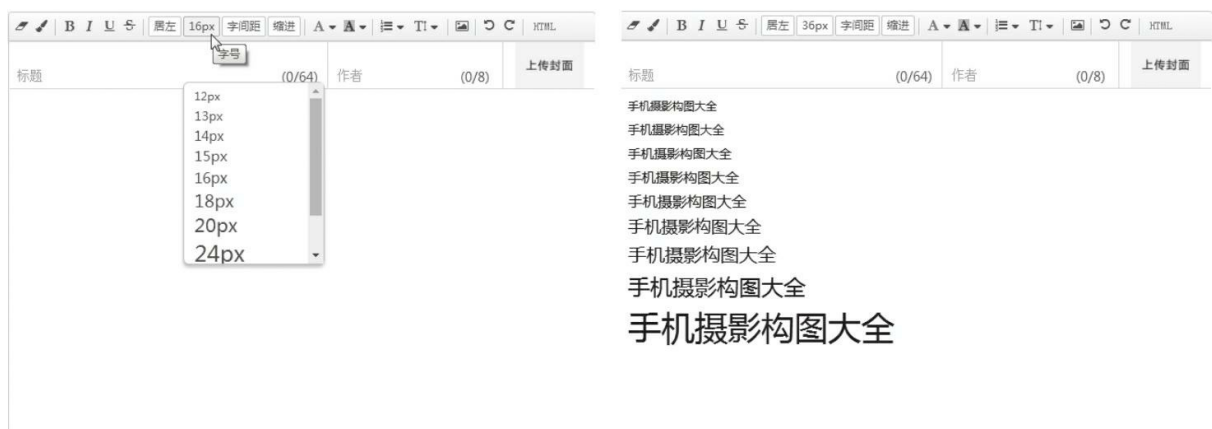 B I U S 居左 16px 字间距 缩进 A A TI HTML
字号
标题 (0/64) 作者 (0/8) 上传封面
12px
13px
14px
15px
16px
18px
20px
24px
B I U S 居左 36px 字间距 缩进 A A TI HTML
标题 (0/64) 作者 (0/8) 上传封面
手机摄影构图大全
手机摄影构图大全
手机摄影构图大全
手机摄影构图大全
手机摄影构图大全
手机摄影构图大全
手机摄影构图大全
手机摄影构图大全
手机摄影构图大全